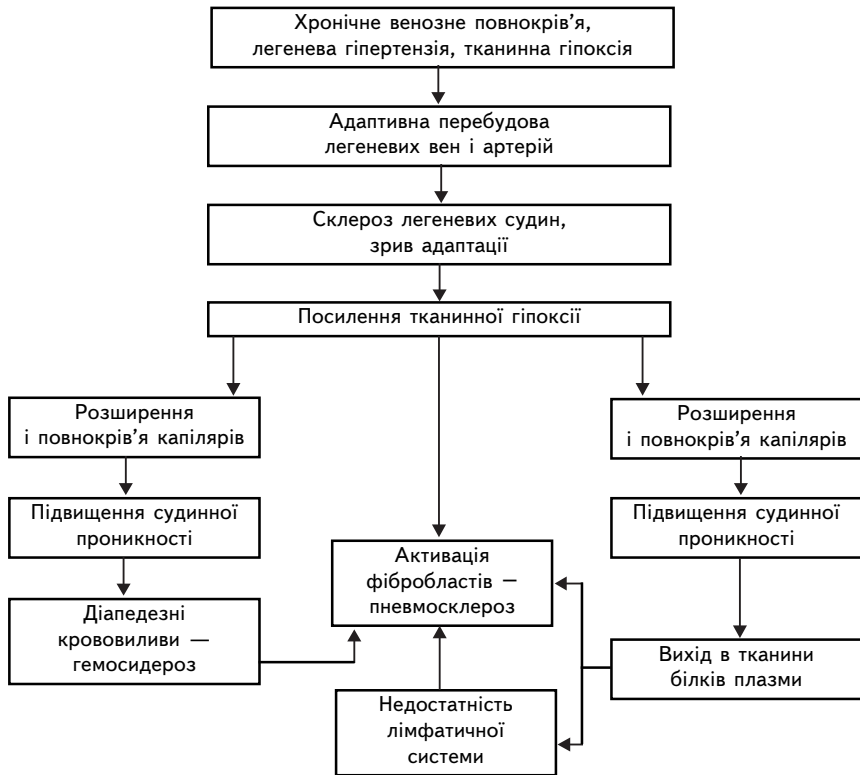 Хронічне венозне повнокрів’я,
легенева гіпертензія, тканинна гіпоксія
Адаптивна перебудова
легеневих вен і артерій
Склероз легеневих судин,
зрив адаптації
Посилення тканинної гіпоксії
Розширення
і повнокрів’я капілярів
Підвищення судинної
проникності
Діапедезні
крововиливи —
гемосидероз
Активація
фібробластів —
пневмосклероз
Недостатність
лімфатичної
системи
Розширення
і повнокрів’я капілярів
Підвищення судинної
проникності
Вихід в тканини
білків плазми